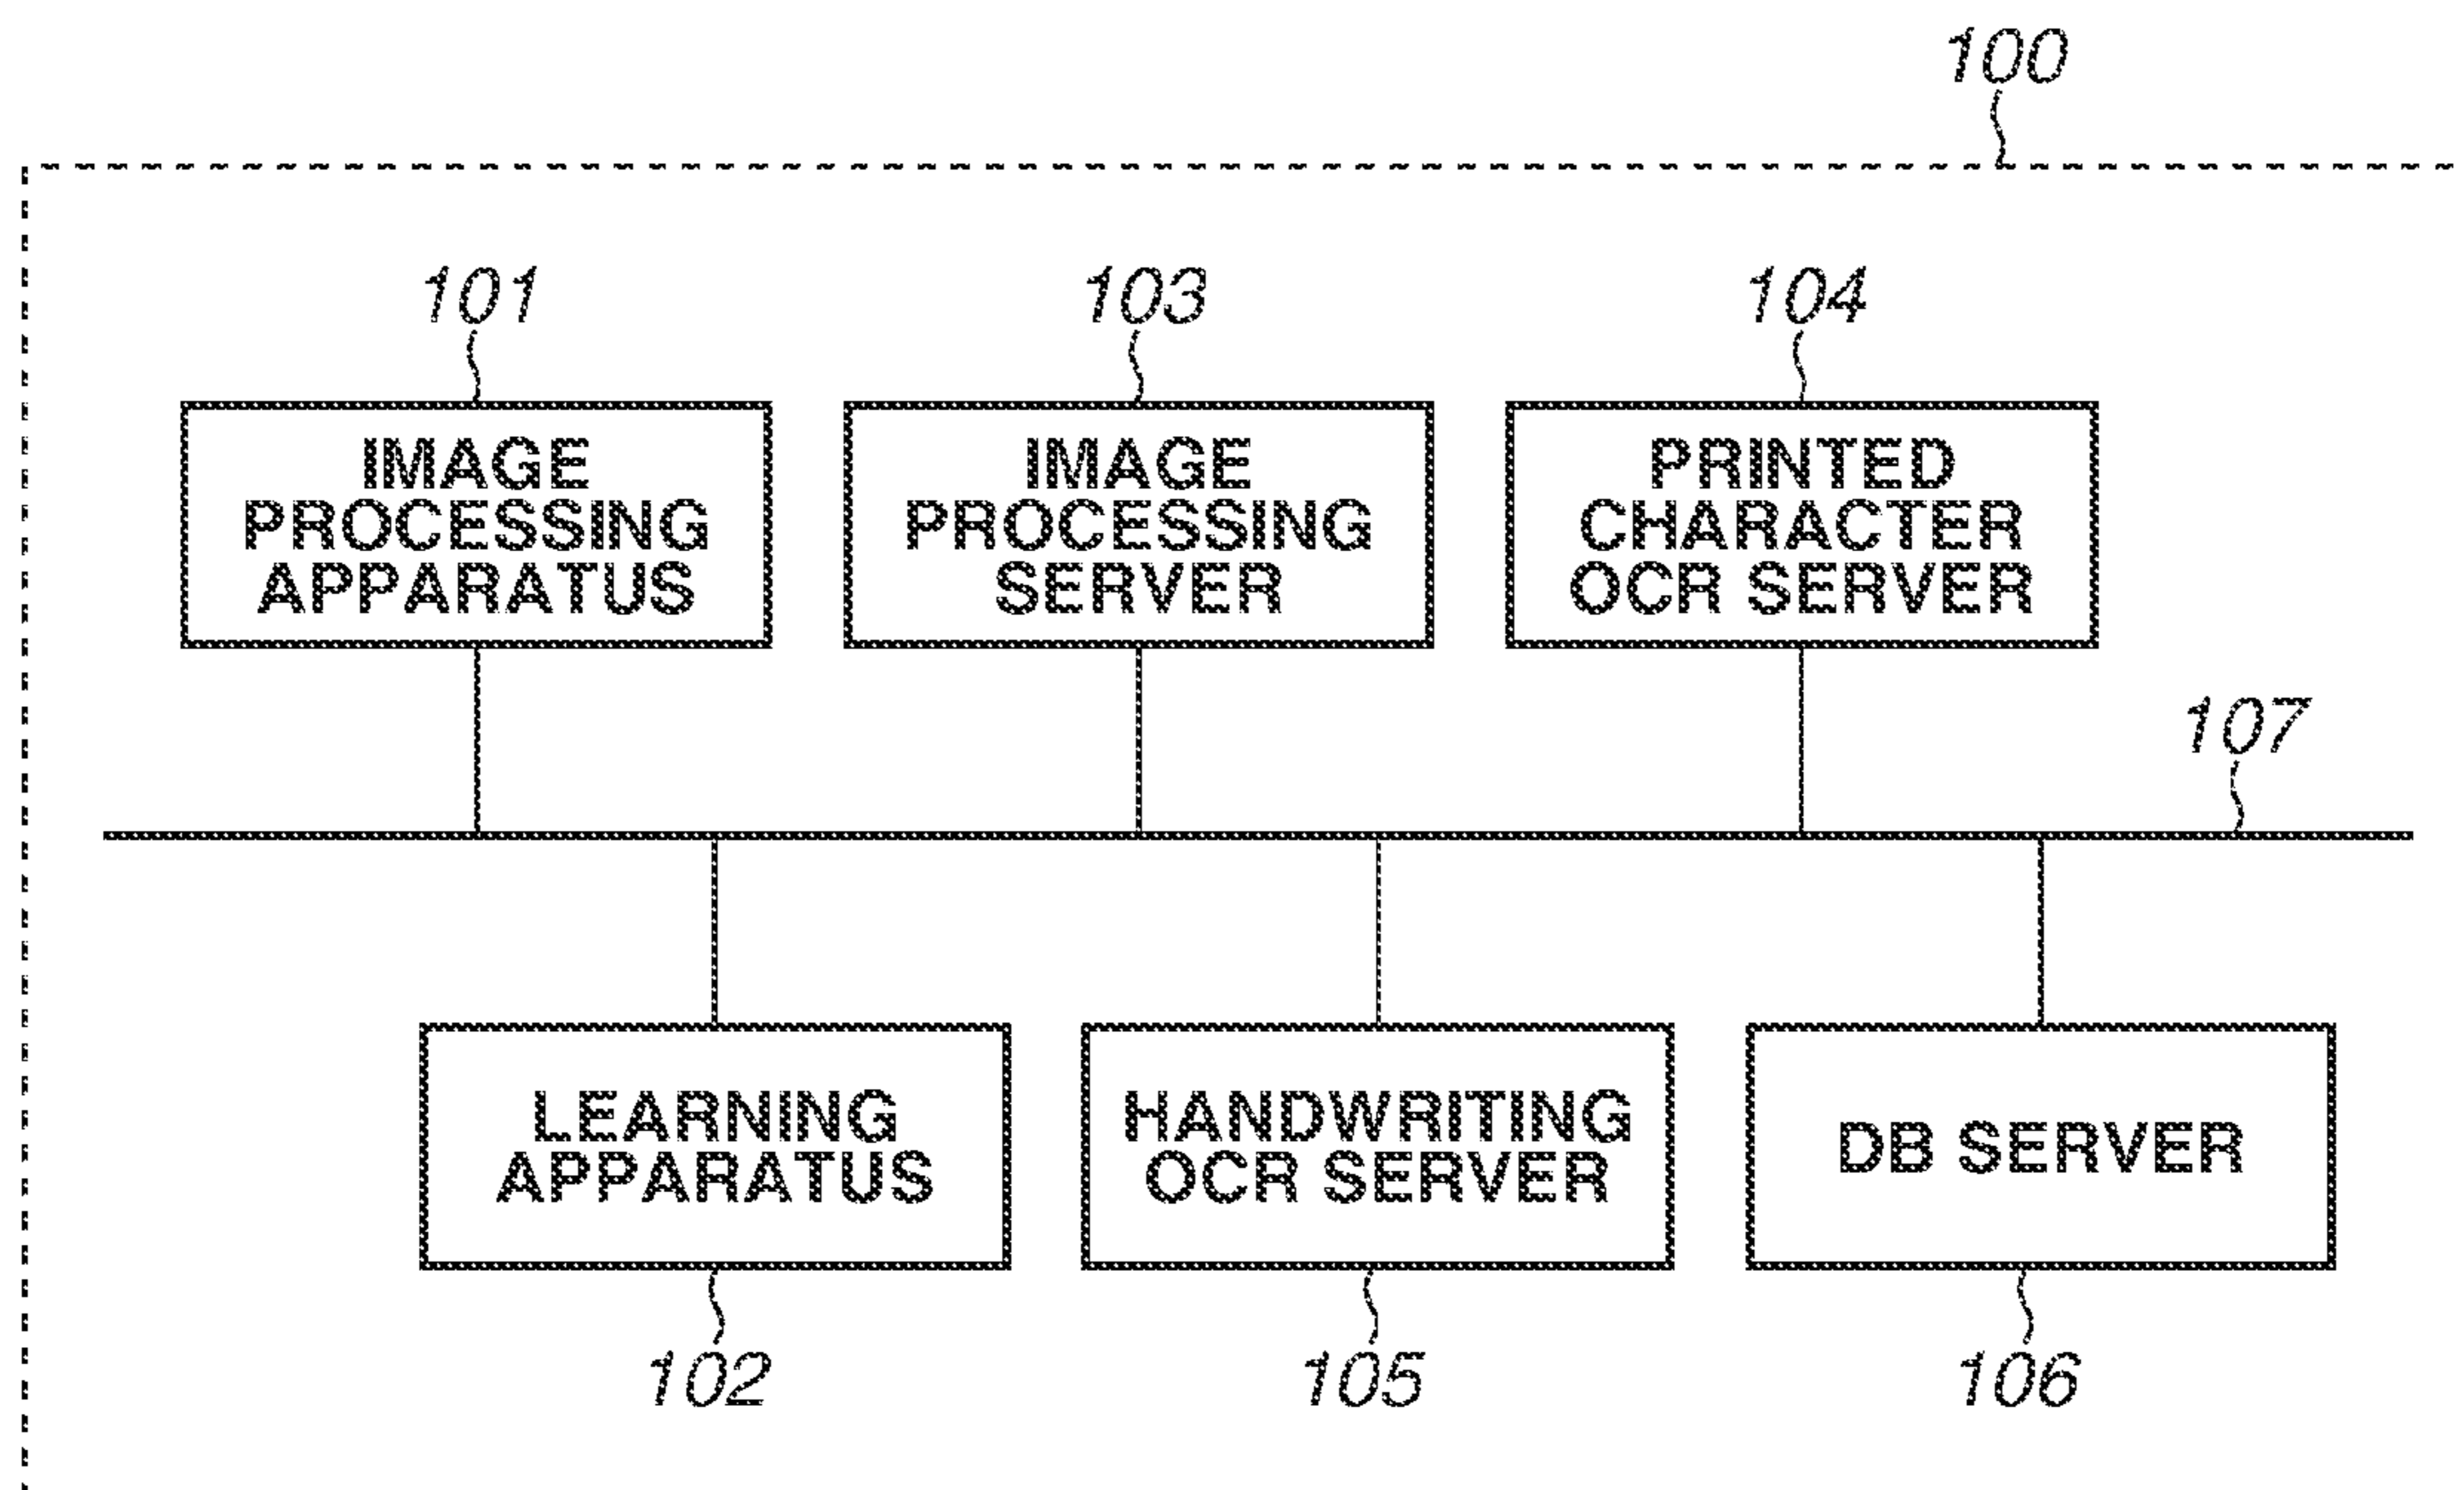 100
101
103
104
IMAGE
PROCESSING
APPARATUS
IMAGE
PROCESSING
SERVER
PRINTED
CHARACTER
OCR SERVER
107
LEARNING
APPARATUS
HANDWRITING
OCR SERVER
DB SERVER
102
105
106